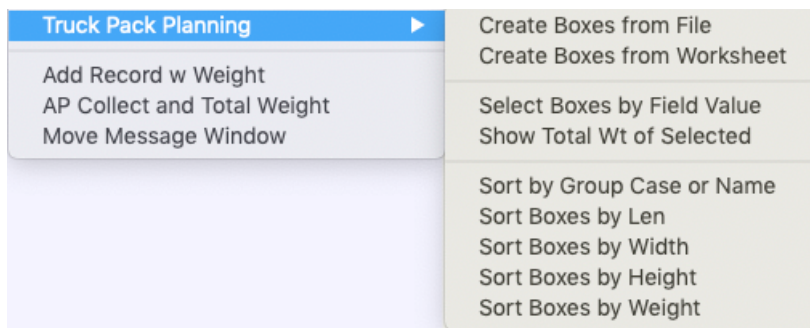 Truck Pack Planning
Add Record w Weight
AP Collect and Total Weight
Move Message Window
Create Boxes from File
Create Boxes from Worksheet
Select Boxes by Field Value
Show Total Wt of Selected
Sort by Group Case or Name
Sort Boxes by Len
Sort Boxes by Width
Sort Boxes by Height
Sort Boxes by Weight